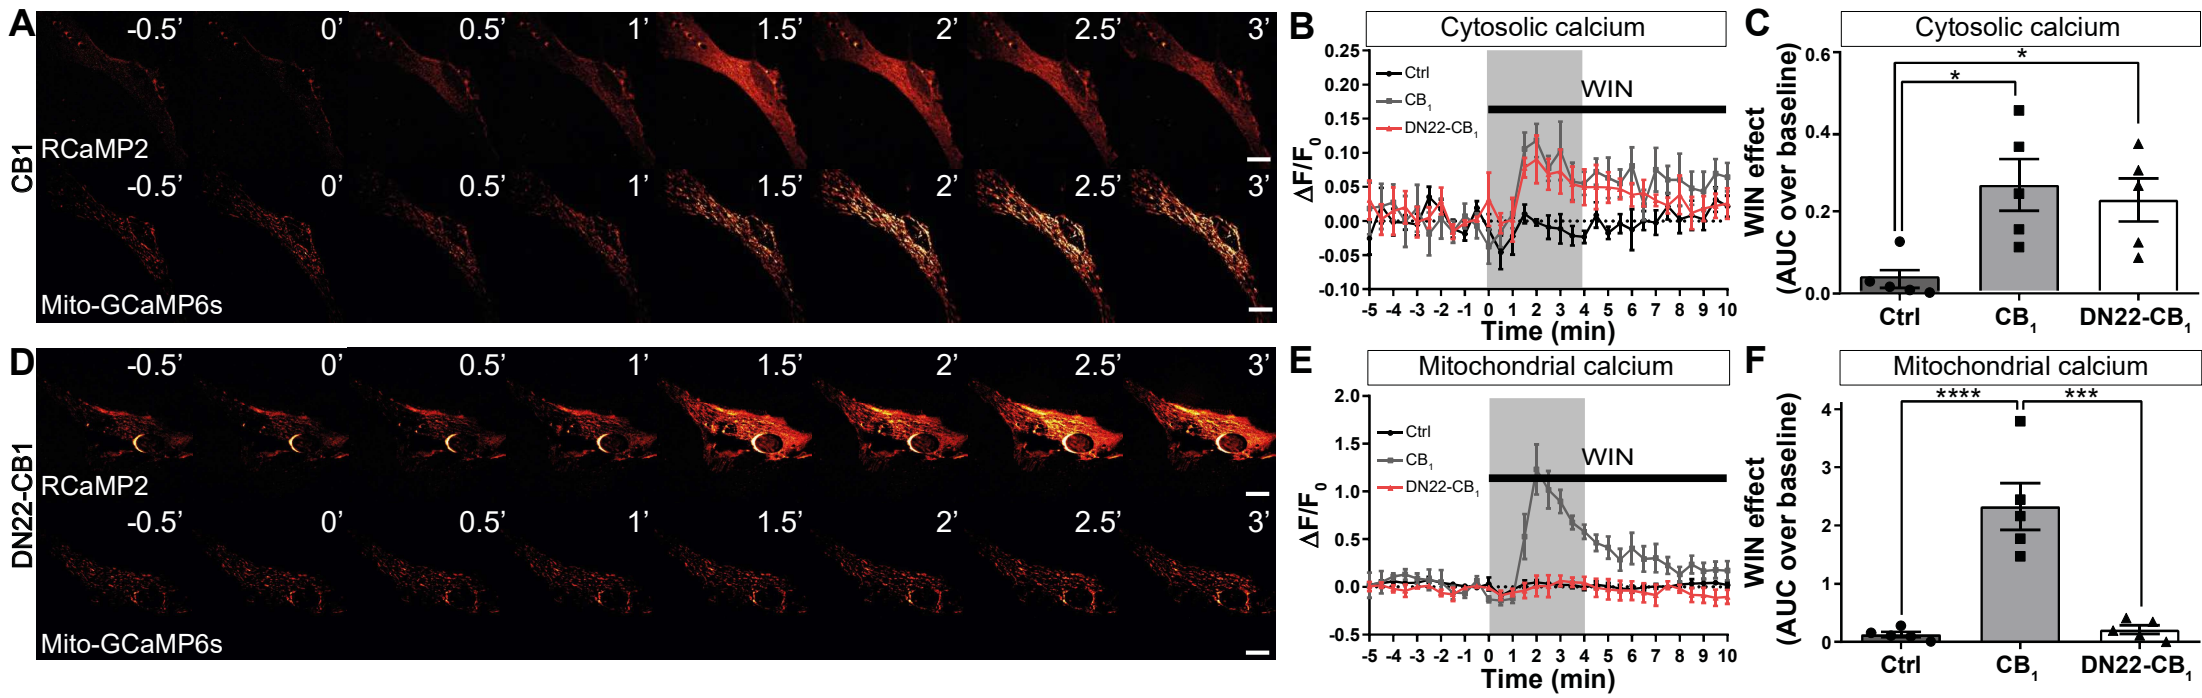 A
CB1
-0.5’ 0’ 0.5’ 1’ 1.5’ 2’ 2.5’ 3’
RCaMP2
-0.5’ 0’ 0.5’ 1’ 1.5’ 2’ 2.5’ 3’
Mito-GCaMP6s
B
Cytosolic calcium
ΔF/F0
0.25
0.20
0.15
0.10
0.05
0.00
-0.05
-0.10
Ctrl
CB1
DN22-CB1
WIN
-5 -4 -3 -2 -1 0 1 2 3 4 5 6 7 8 9 10
Time (min)
C
Cytosolic calcium
WIN effect
(AUC over baseline)
0.6
0.4
0.2
0.0
*
*
Ctrl CB1 DN22-CB1
D
DN22-CB1
-0.5’ 0’ 0.5’ 1’ 1.5’ 2’ 2.5’ 3’
RCaMP2
-0.5’ 0’ 0.5’ 1’ 1.5’ 2’ 2.5’ 3’
Mito-GCaMP6s
E
Mitochondrial calcium
ΔF/F0
2.0
1.5
1.0
0.5
0.0
-0.5
Ctrl
CB1
DN22-CB1
WIN
-5 -4 -3 -2 -1 0 1 2 3 4 5 6 7 8 9 10
Time (min)
F
Mitochondrial calcium
WIN effect
(AUC over baseline)
4
3
2
1
0
**** ***
Ctrl CB1 DN22-CB1